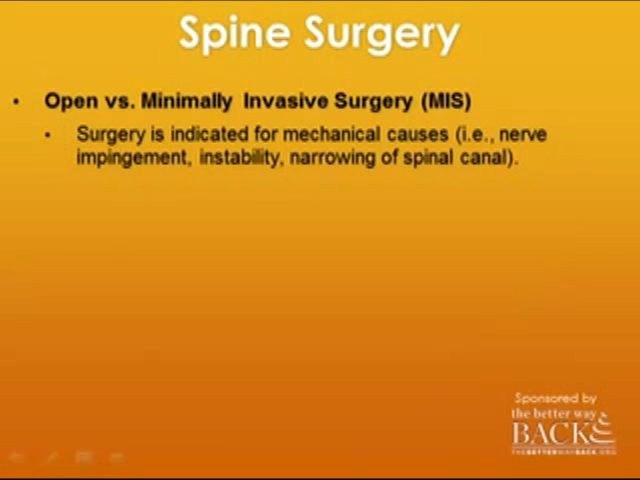 Spine Surgery
• Open vs. Minimally Invasive Surgery (MIS)
• Surgery is indicated for mechanical causes (i.e., nerve
impingement, instability, narrowing of spinal canal).
Sponsored by
the better way
BACK
THEBETTERWAYBACK.ORG